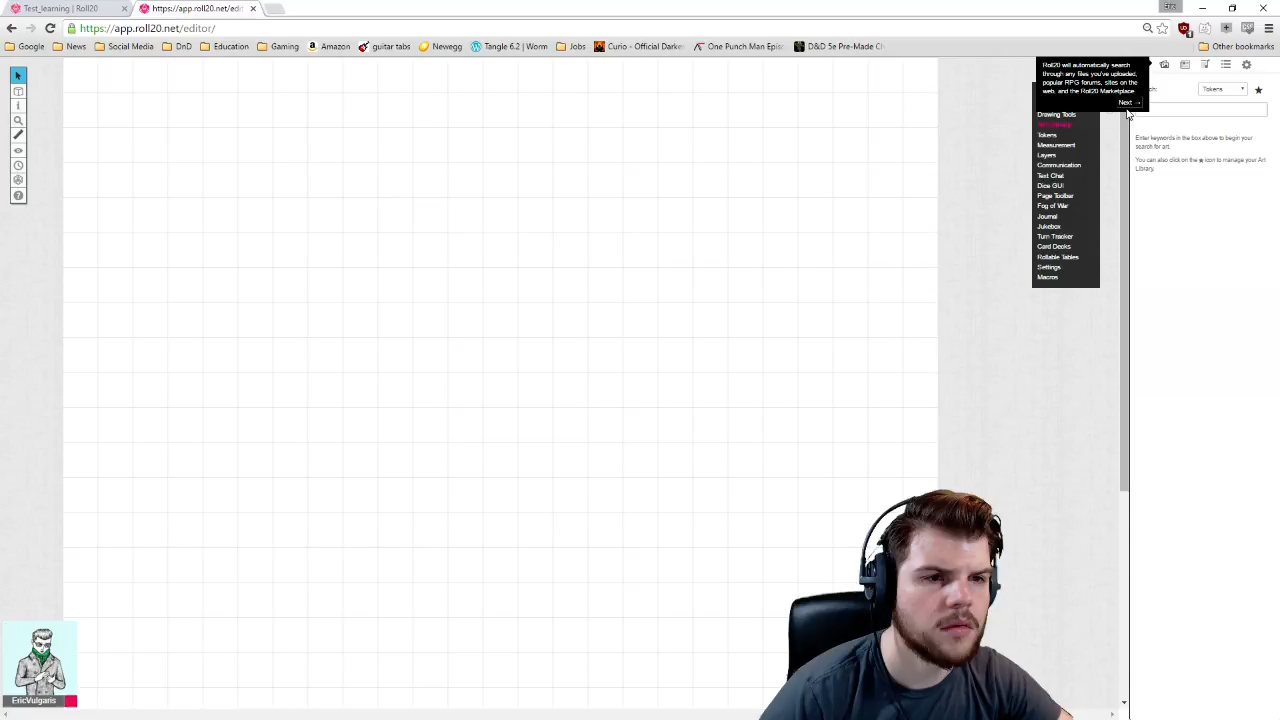 Test_learning | Roll20
https://app.roll20.net/edit
Eric
https://app.roll20.net/editor/
Google
News
Social Media
DnD
Education
Gaming
Amazon
guitar tabs
Newegg
Tangle 6.2 | Worm
Jobs
Curio - Official Darke
One Punch Man Epis
D&D 5e Pre-Made Ch
Other bookmarks
Roll20 will automatically search
through any files you've uploaded,
popular RPG forums, sites on the
web, and the Roll20 Marketplace.
Next →
Tokens
Drawing Tools
Tokens
Measurement
Layers
Communication
Text Chat
Dice GUI
Page Toolbar
Fog of War
Journal
Jukebox
Turn Tracker
Card Decks
Rollable Tables
Settings
Macros
Enter keywords in the box above to begin your
search for art.
You can also click on the ★ icon to manage your Art
Library.
EricVulgaris